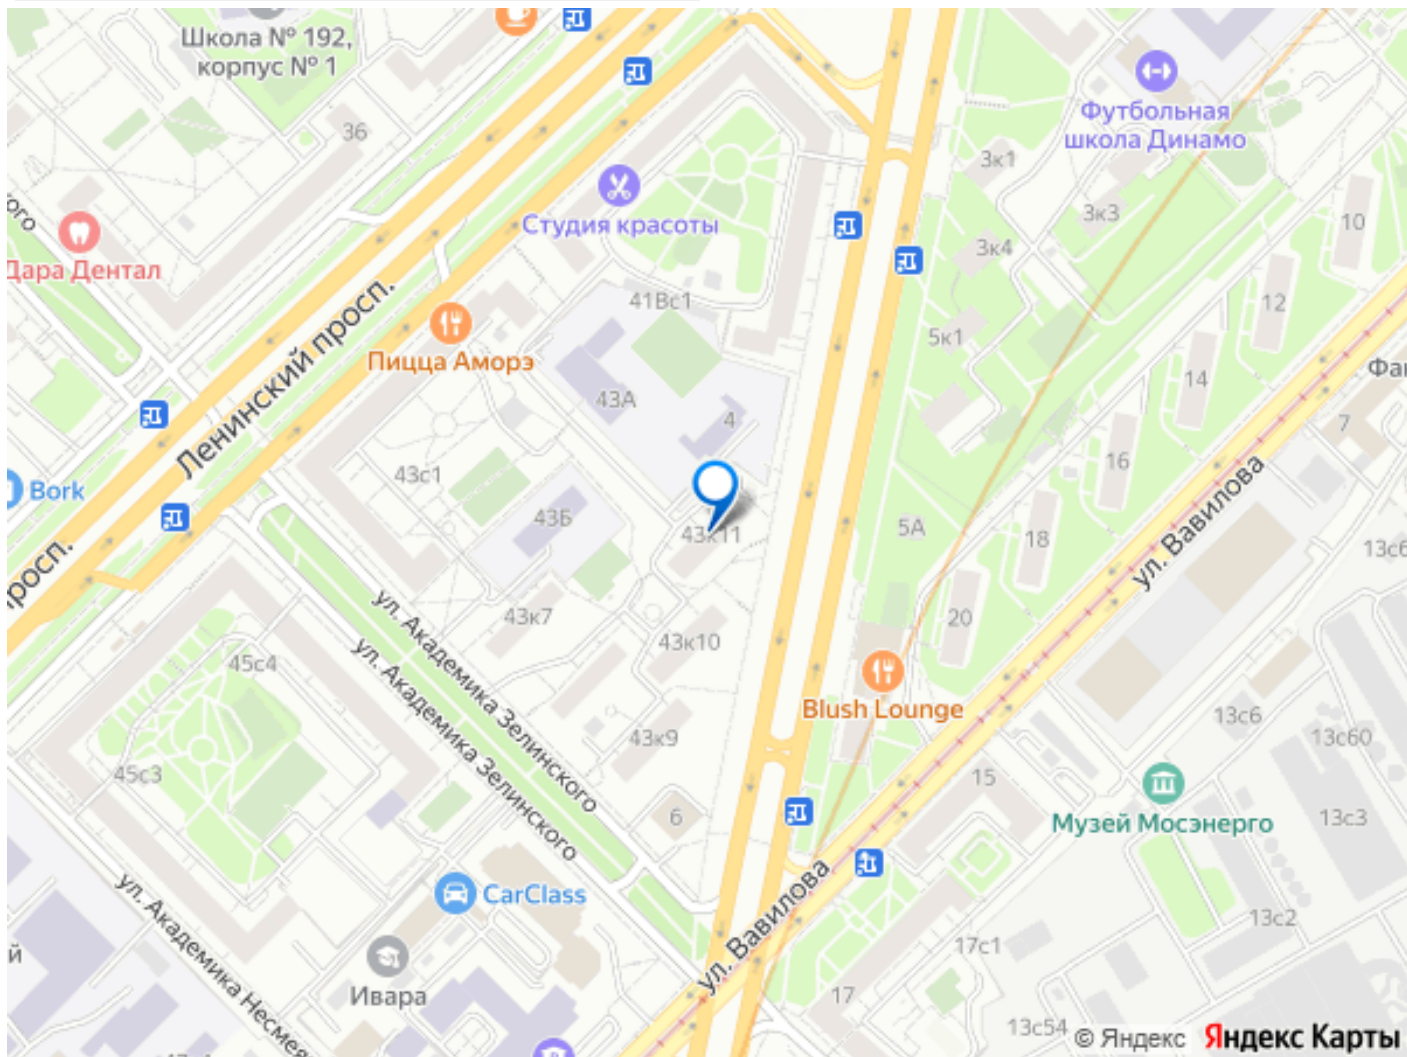 Школа № 192,
корпус № 1
36
Футбольная
школа Динамо
3к1
3к3
3к4
10
12
5к1
14
Студия красоты
Дара Дентал
ого
Ленинский просп.
41Вс1
Пицца Аморэ
43А
4
16
7
Bork
43с1
43Б
43к11
5А
18
ул. Вавилова
13с6
просп.
ул. Академика Зелинского
ул. Академика Зелинского
43к7
43к10
20
45с4
Blush Lounge
43к9
13с6
13с60
45с3
15
6
Музей Мосэнерго
13с3
CarClass
ул. Вавилова
13с2
ул. Академика Несмея
й
17с1
Ивара
17
13с54
© Яндекс Яндекс Карты